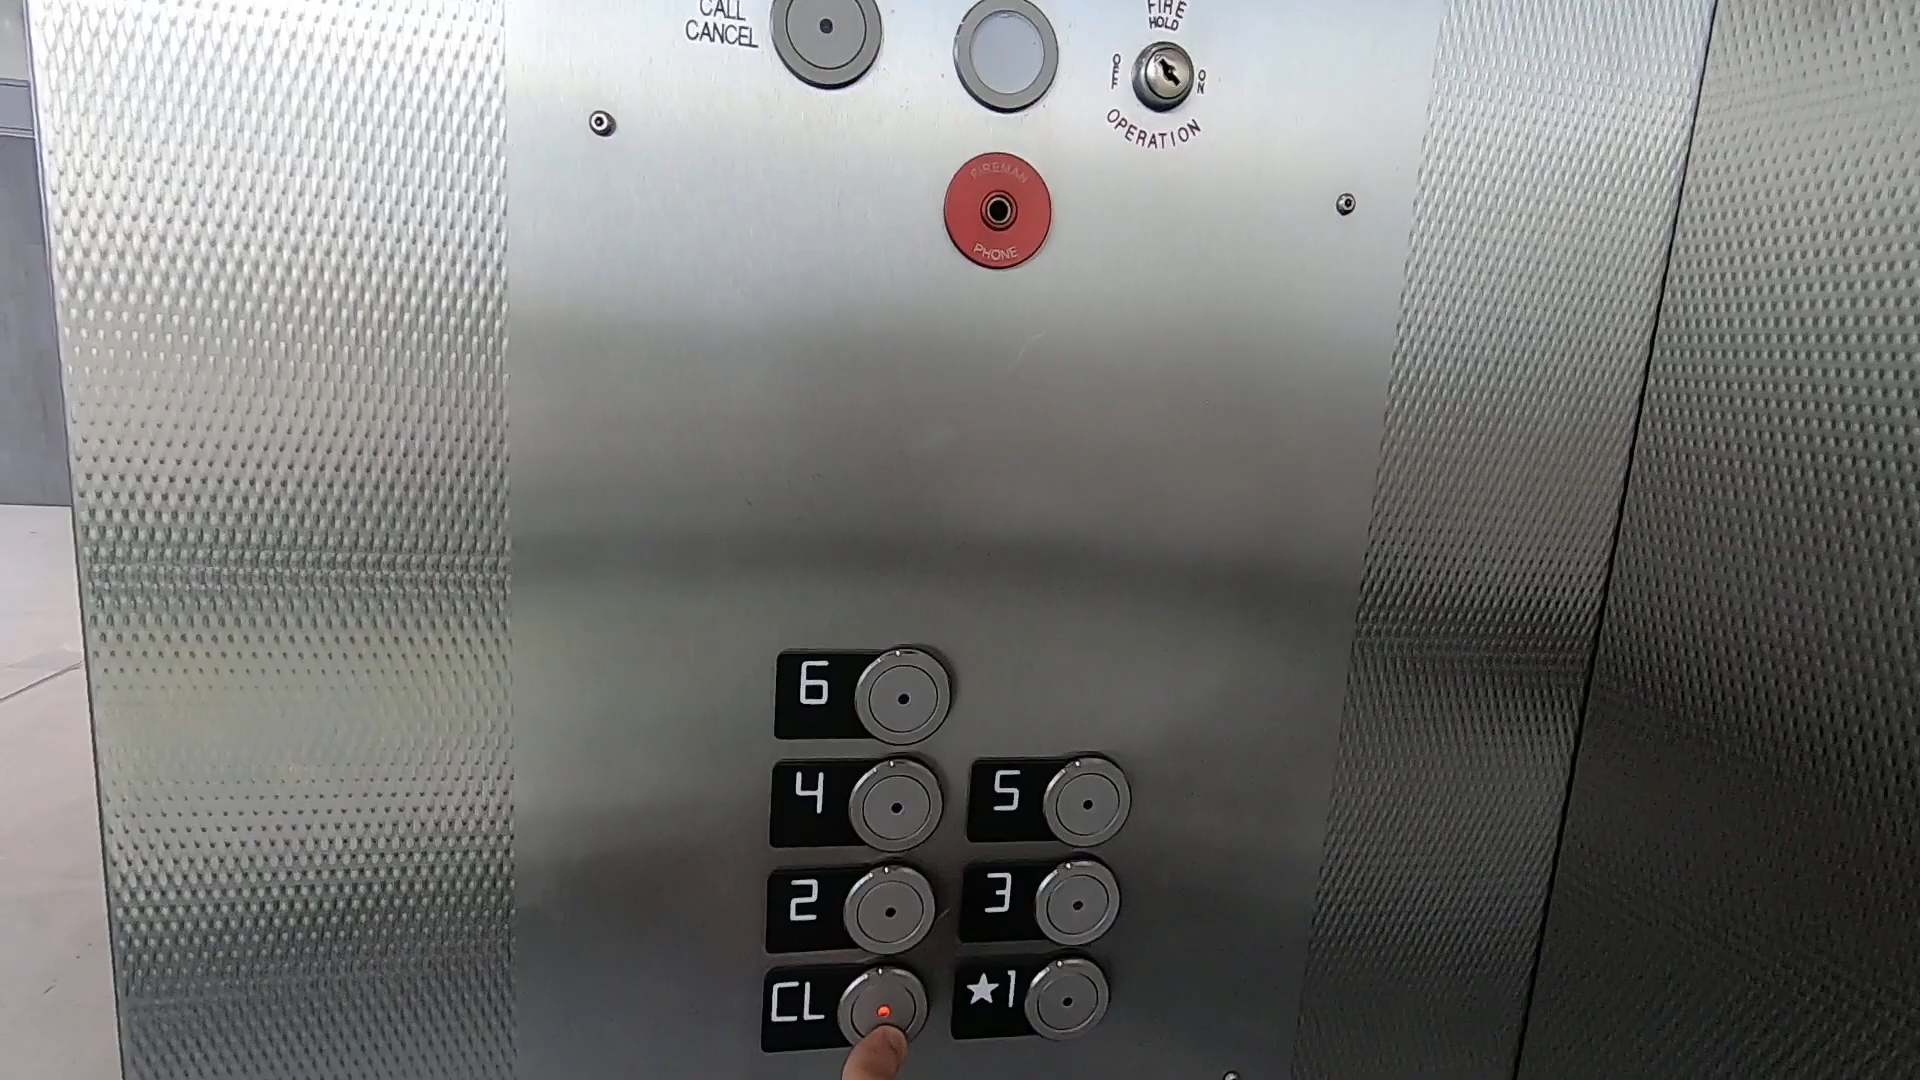 CALL
CANCEL
FIRE
HOLD
OFF
ON
OPERATION
FIREMAN
PHONE
6
4
5
2
3
CL
★1